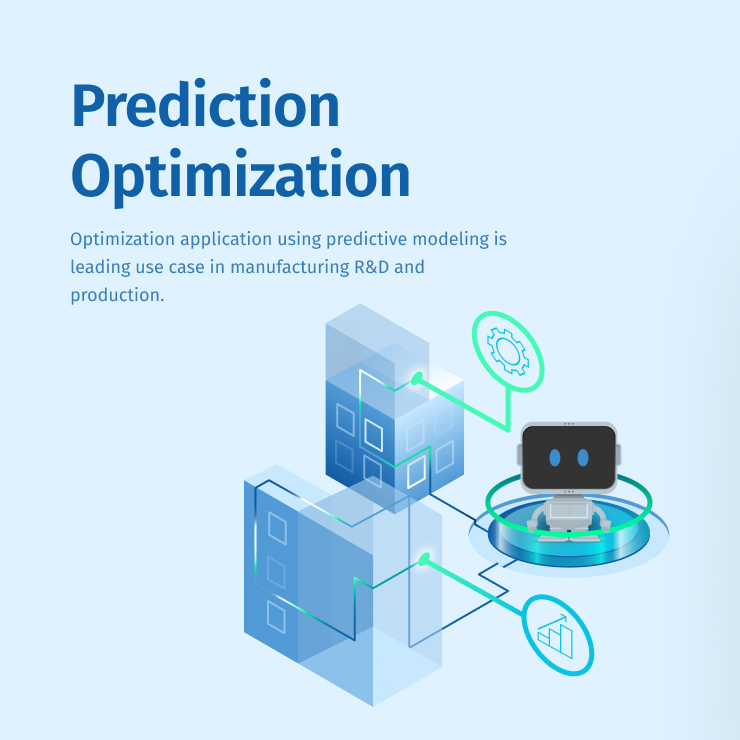 Prediction
Optimization
Optimization application using predictive modeling is
leading use case in manufacturing R&D and
production.